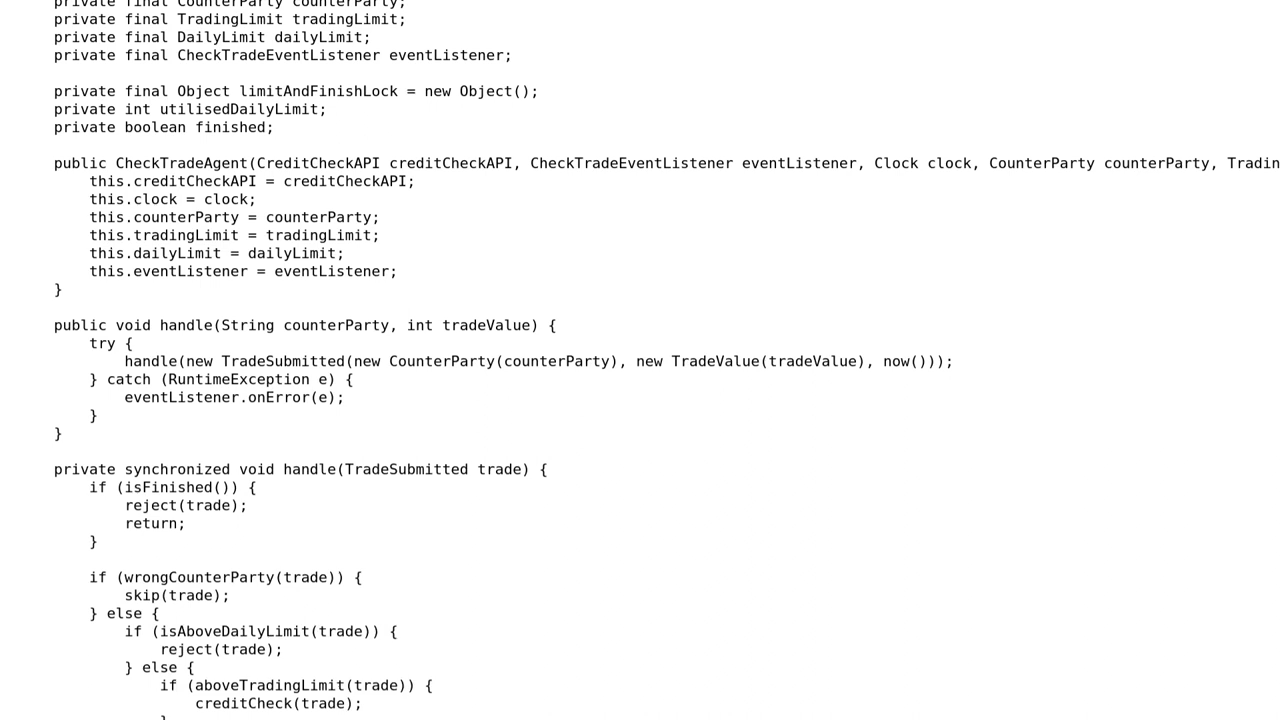 private final CounterParty counterParty;
private final TradingLimit tradingLimit;
private final DailyLimit dailyLimit;
private final CheckTradeEventListener eventListener;

private final Object limitAndFinishLock = new Object();
private int utilisedDailyLimit;
private boolean finished;

public CheckTradeAgent(CreditCheckAPI creditCheckAPI, CheckTradeEventListener eventListener, Clock clock, CounterParty counterParty, Tradin
    this.creditCheckAPI = creditCheckAPI;
    this.clock = clock;
    this.counterParty = counterParty;
    this.tradingLimit = tradingLimit;
    this.dailyLimit = dailyLimit;
    this.eventListener = eventListener;
}

public void handle(String counterParty, int tradeValue) {
    try {
        handle(new TradeSubmitted(new CounterParty(counterParty), new TradeValue(tradeValue), now()));
    } catch (RuntimeException e) {
        eventListener.onError(e);
    }
}

private synchronized void handle(TradeSubmitted trade) {
    if (isFinished()) {
        reject(trade);
        return;
    }

    if (wrongCounterParty(trade)) {
        skip(trade);
    } else {
        if (isAboveDailyLimit(trade)) {
            reject(trade);
        } else {
            if (aboveTradingLimit(trade)) {
                creditCheck(trade);
            }